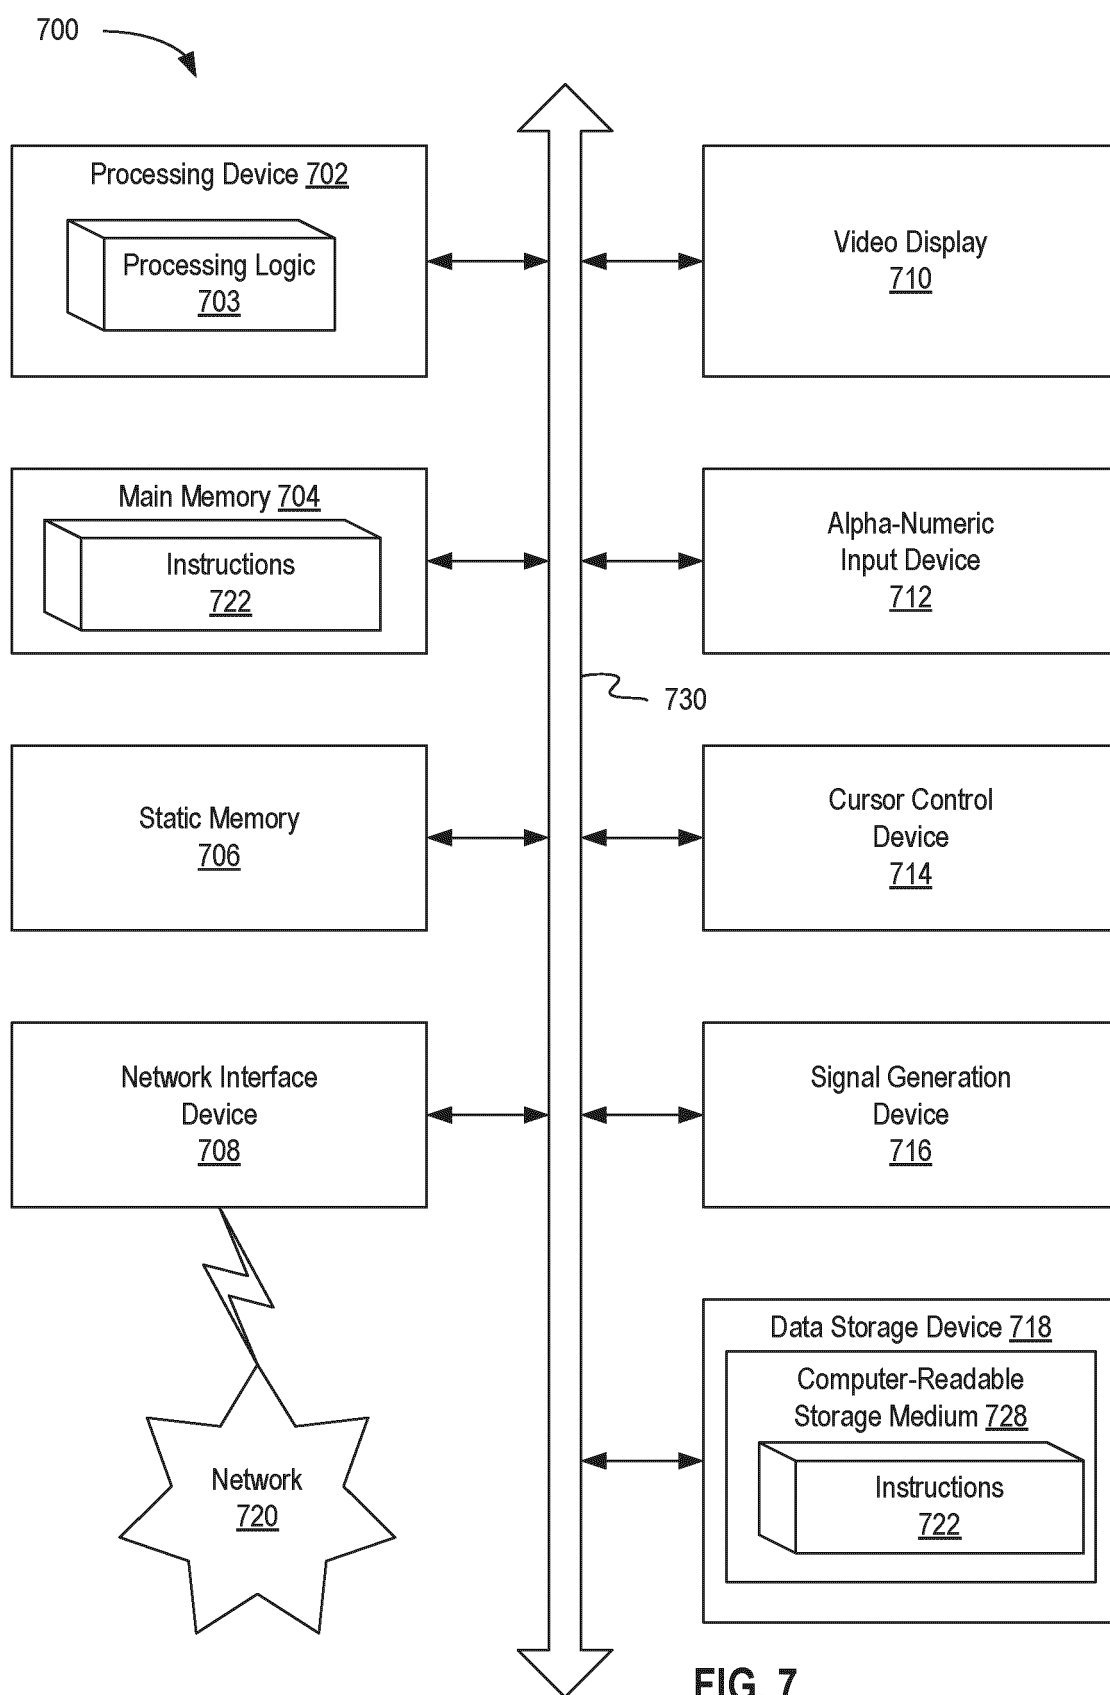 700
Processing Device 702
Processing Logic
703
Video Display
710
Main Memory 704
Instructions
722
Alpha-Numeric
Input Device
712
730
Static Memory
706
Cursor Control
Device
714
Network Interface
Device
708
Signal Generation
Device
716
Data Storage Device 718
Computer-Readable
Storage Medium 728
Instructions
722
Network
720
FIG. 7